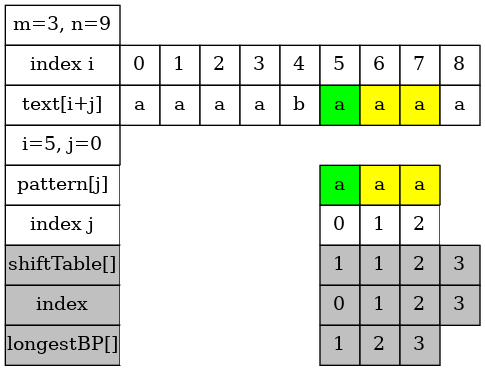 m=3, n=9
index i 0 1 2 3 4 5 6 7 8
text[i+j] a a a a b a a a a
i=5, j=0
pattern[j] a a a
index j 0 1 2
shiftTable[] 1 1 2 3
index 0 1 2 3
longestBP[] 1 2 3